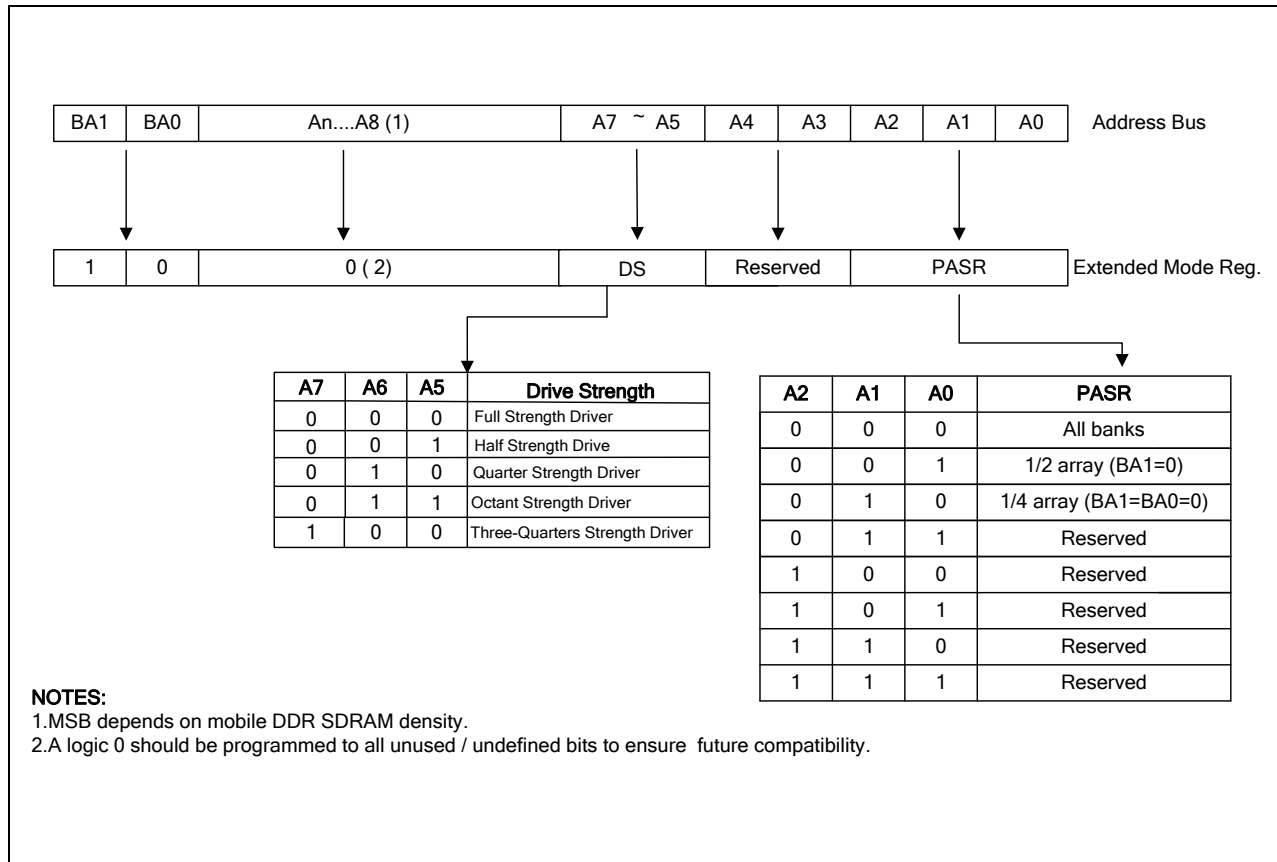 BA1 BA0 An....A8 (1) A7 ~ A5 A4 A3 A2 A1 A0 Address Bus
1 0 0 ( 2) DS Reserved PASR Extended Mode Reg.
A7 A6 A5 Drive Strength
0 0 0 Full Strength Driver
0 0 1 Half Strength Drive
0 1 0 Quarter Strength Driver
0 1 1 Octant Strength Driver
1 0 0 Three-Quarters Strength Driver
A2 A1 A0 PASR
0 0 0 All banks
0 0 1 1/2 array (BA1=0)
0 1 0 1/4 array (BA1=BA0=0)
0 1 1 Reserved
1 0 0 Reserved
1 0 1 Reserved
1 1 0 Reserved
1 1 1 Reserved
NOTES:
1.MSB depends on mobile DDR SDRAM density.
2.A logic 0 should be programmed to all unused / undefined bits to ensure future compatibility.